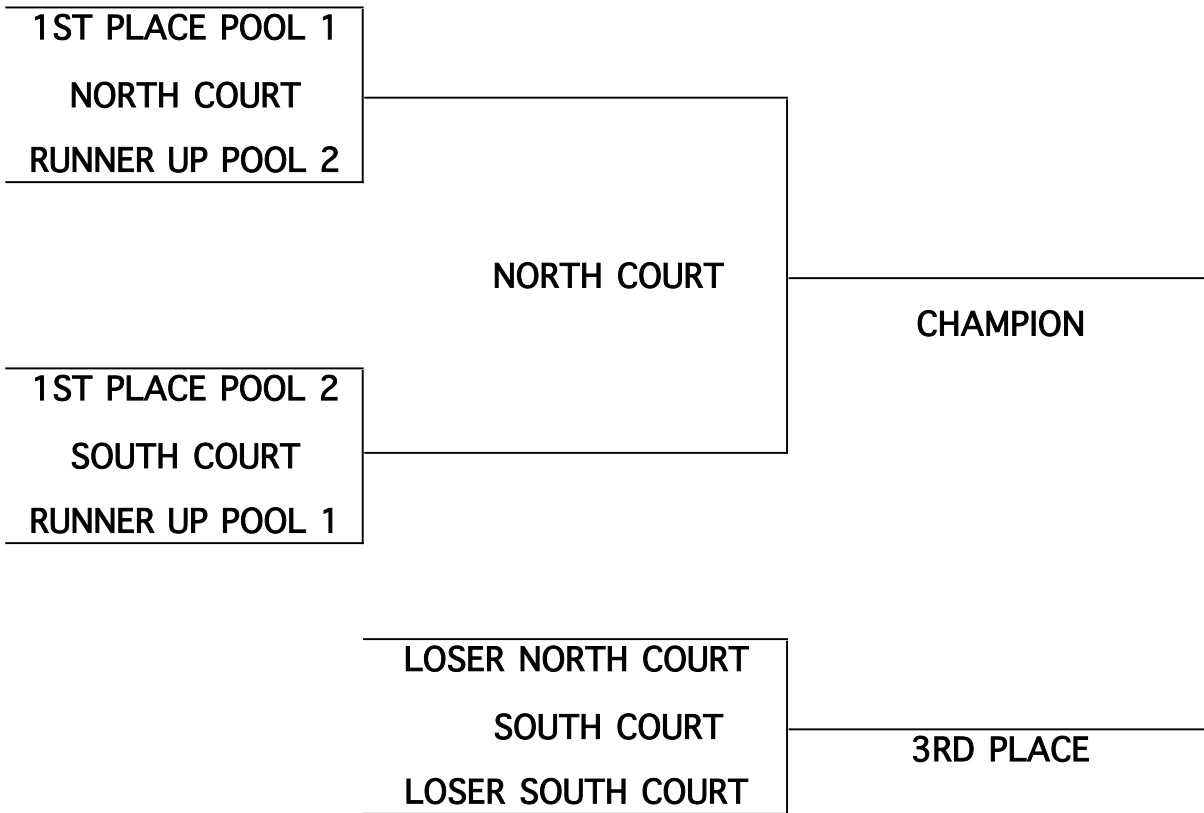 1ST PLACE POOL 1
NORTH COURT
RUNNER UP POOL 2
NORTH COURT
CHAMPION
1ST PLACE POOL 2
SOUTH COURT
RUNNER UP POOL 1
LOSER NORTH COURT
SOUTH COURT
3RD PLACE
LOSER SOUTH COURT